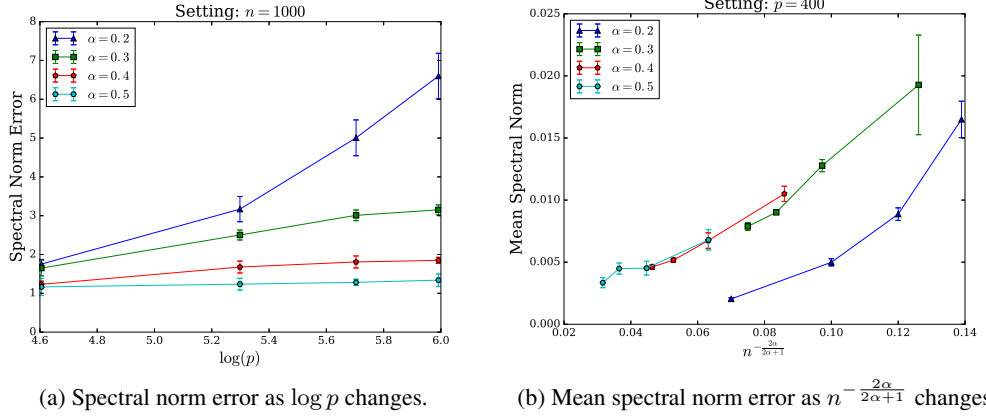 Setting: n = 1000
α = 0.2
α = 0.3
α = 0.4
α = 0.5
Spectral Norm Error
8
7
6
5
4
3
2
1
0
4.6 4.8 5.0 5.2 5.4 5.6 5.8 6.0
log(p)
(a) Spectral norm error as log p changes.
Setting: p = 400
α = 0.2
α = 0.3
α = 0.4
α = 0.5
Mean Spectral Norm
0.025
0.020
0.015
0.010
0.005
0.000
0.02 0.04 0.06 0.08 0.10 0.12 0.14
n^{-\frac{2α}{2α+1}}
(b) Mean spectral norm error as n^{-\frac{2α}{2α+1}} changes